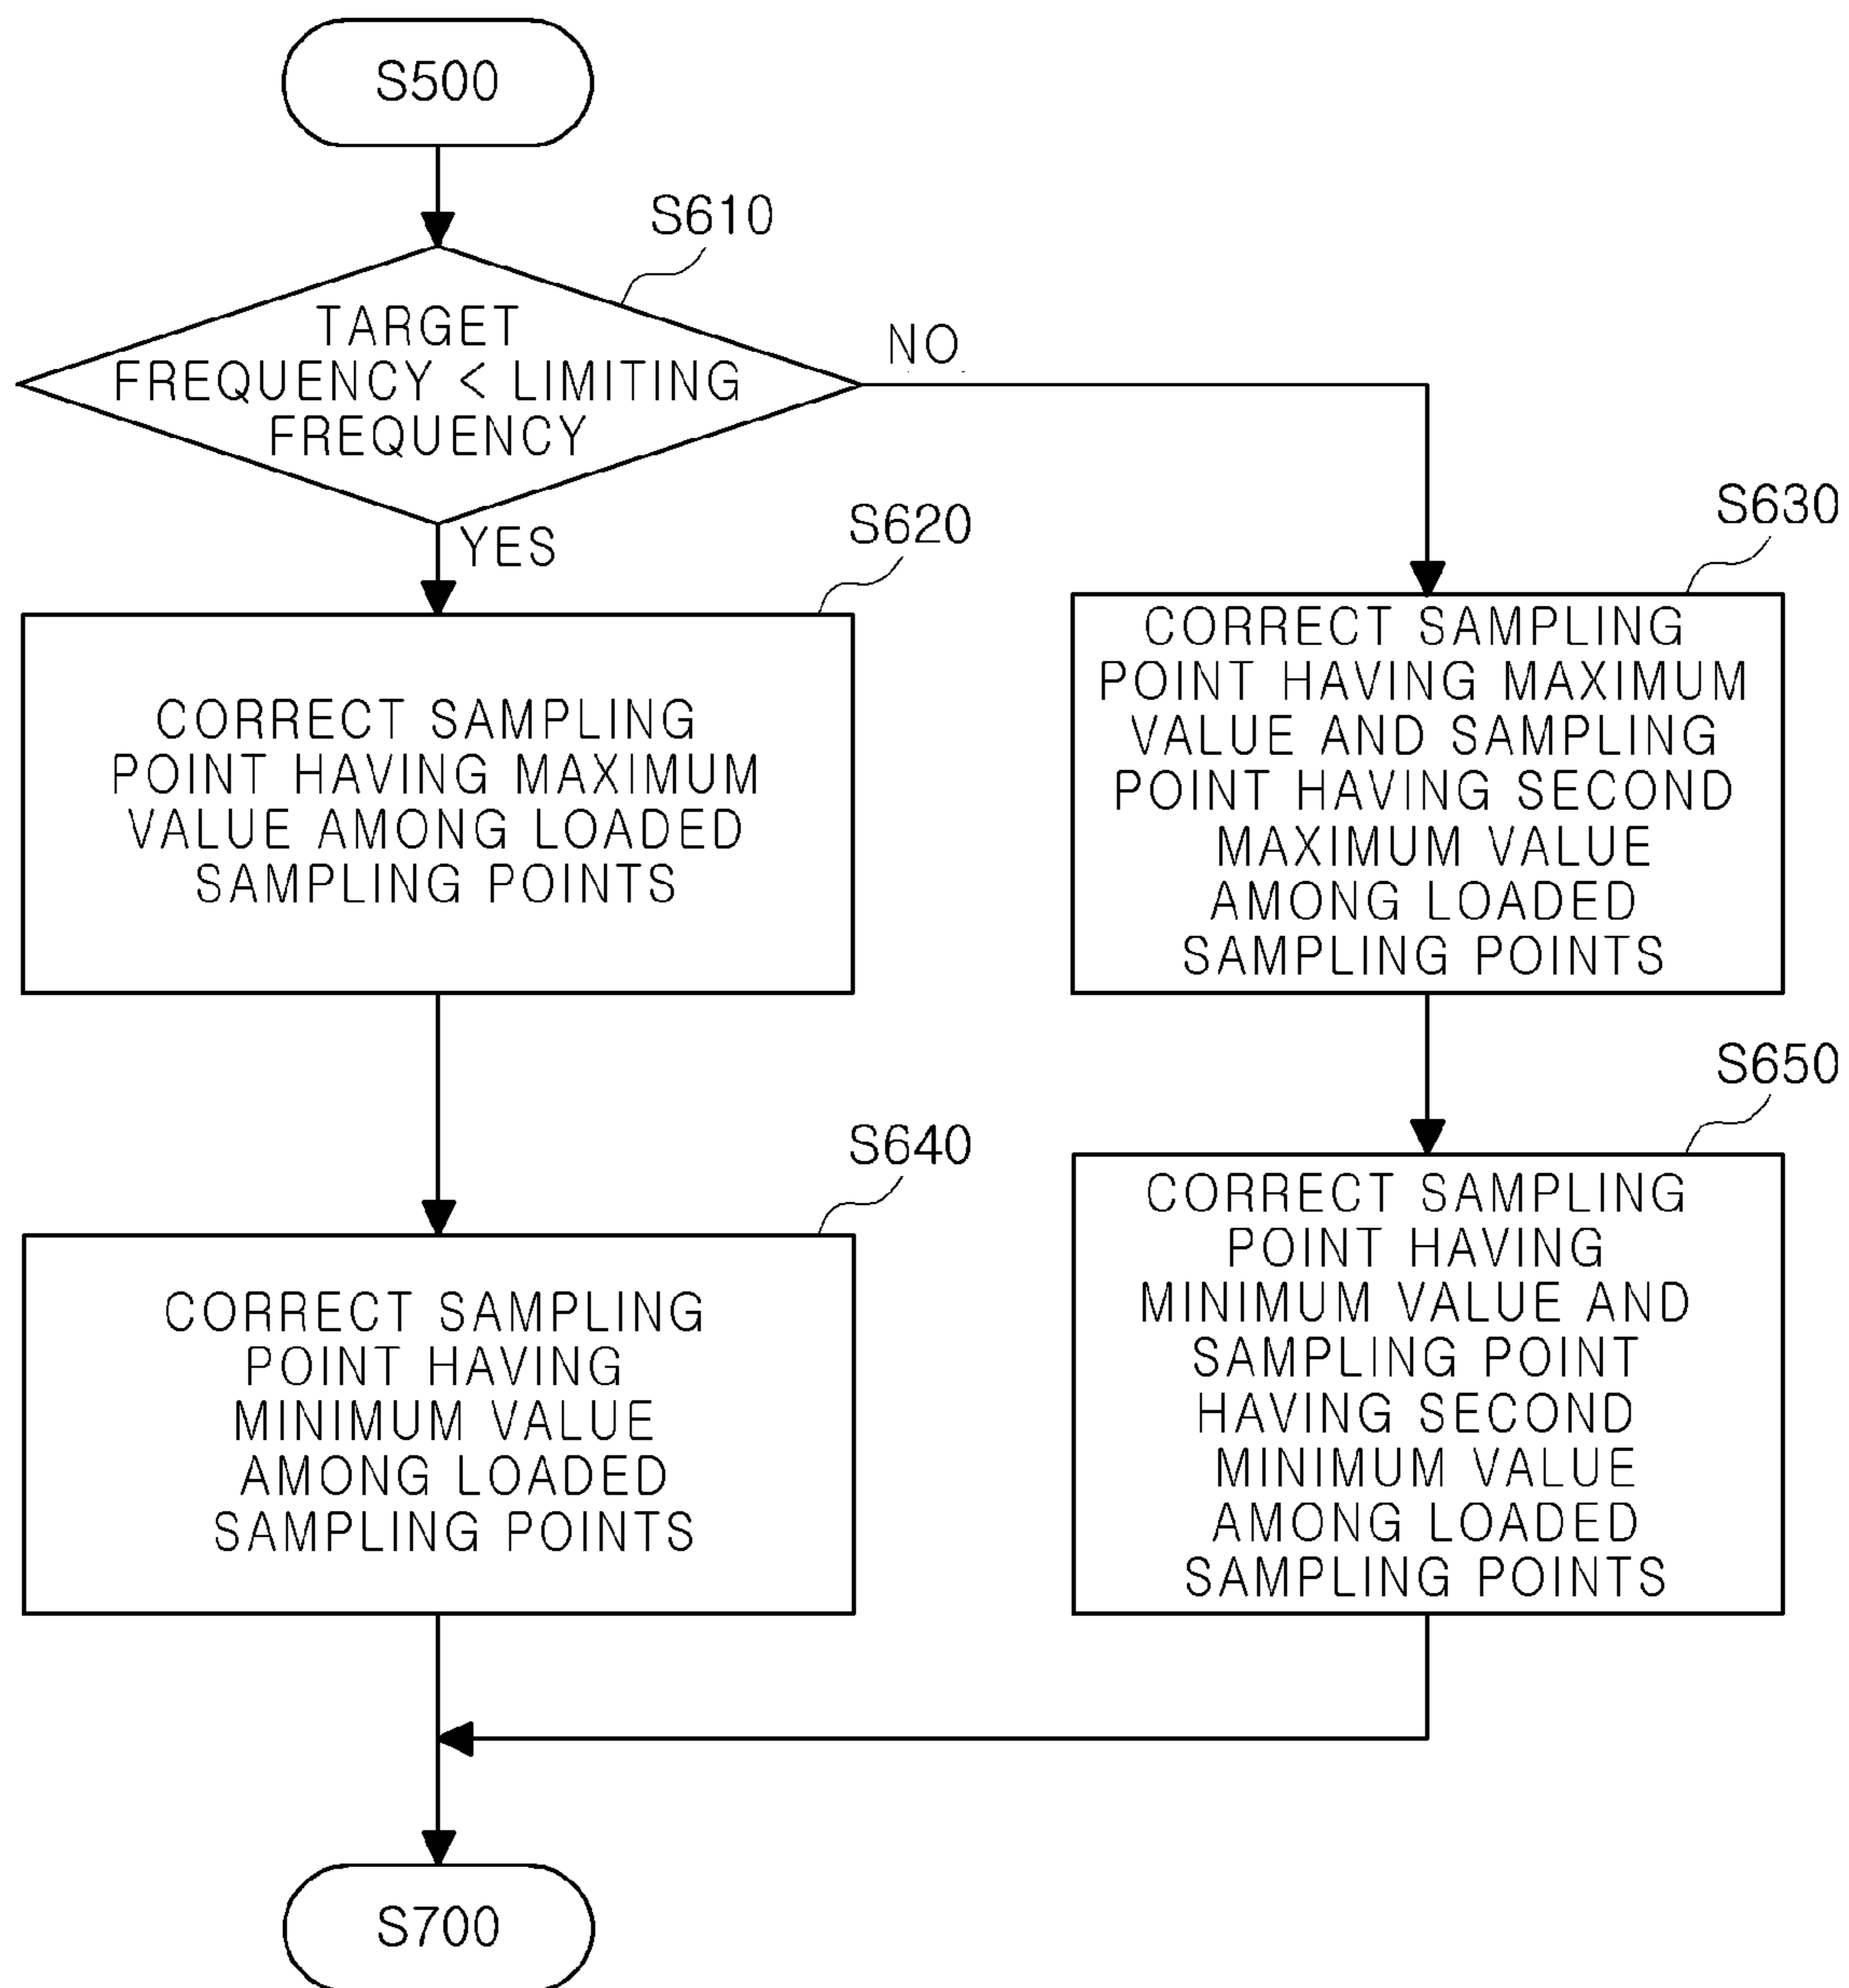 S500
S610
TARGET
FREQUENCY < LIMITING
FREQUENCY
NO
YES
S620
CORRECT SAMPLING
POINT HAVING MAXIMUM
VALUE AMONG LOADED
SAMPLING POINTS
S630
CORRECT SAMPLING
POINT HAVING MAXIMUM
VALUE AND SAMPLING
POINT HAVING SECOND
MAXIMUM VALUE
AMONG LOADED
SAMPLING POINTS
S640
CORRECT SAMPLING
POINT HAVING
MINIMUM VALUE
AMONG LOADED
SAMPLING POINTS
S650
CORRECT SAMPLING
POINT HAVING
MINIMUM VALUE AND
SAMPLING POINT
HAVING SECOND
MINIMUM VALUE
AMONG LOADED
SAMPLING POINTS
S700